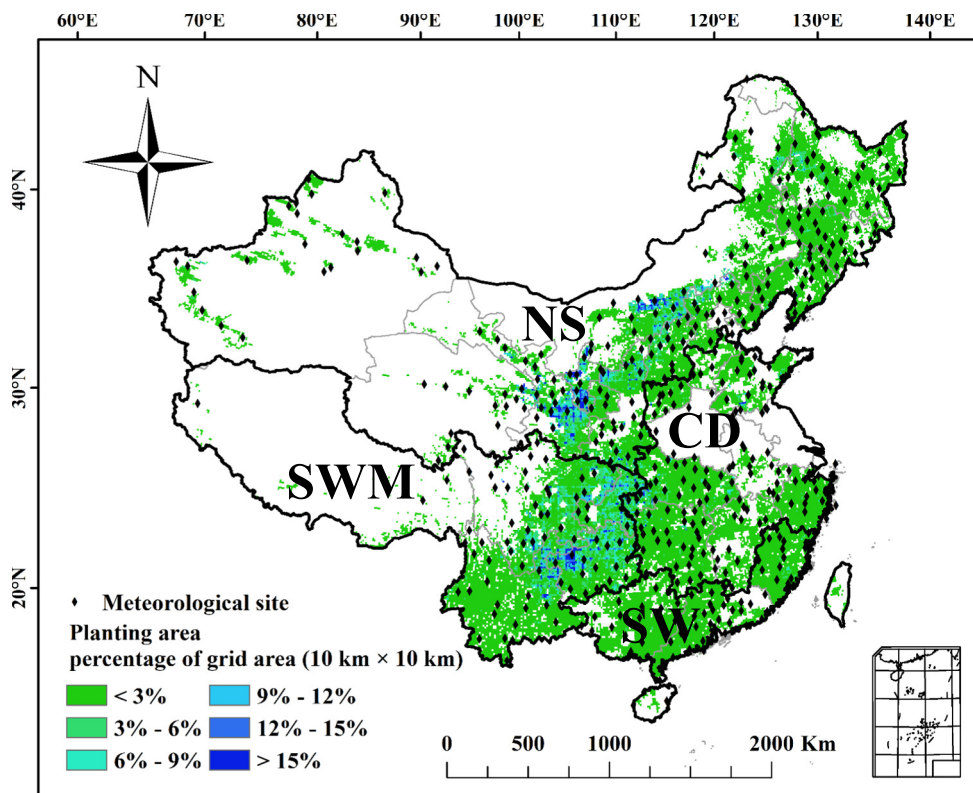 60°E 70°E 80°E 90°E 100°E 110°E 120°E 130°E 140°E
N
40°N
30°N
20°N
NS
CD
SWM
SW
Meteorological site
Planting area
percentage of grid area (10 km × 10 km)
< 3% 9% - 12%
3% - 6% 12% - 15%
6% - 9% > 15%
0 500 1000 2000 Km